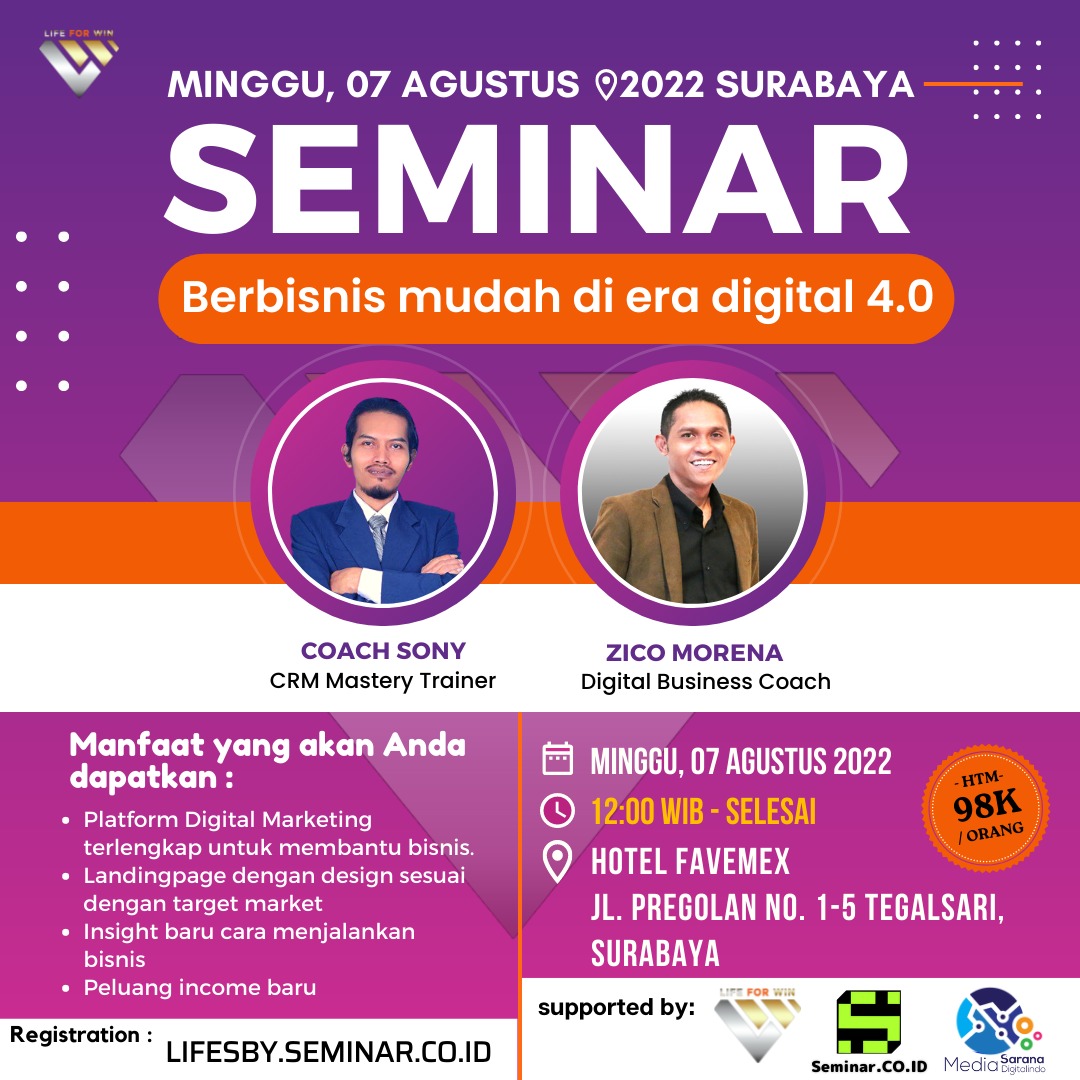 LIFE FOR WIN
MINGGU, 07 AGUSTUS 2022 SURABAYA
SEMINAR
Berbisnis mudah di era digital 4.0
COACH SONY
CRM Mastery Trainer
ZICO MORENA
Digital Business Coach
Manfaat yang akan Anda
dapatkan :
• Platform Digital Marketing
terlengkap untuk membantu bisnis.
• Landingpage dengan design sesuai
dengan target market
• Insight baru cara menjalankan
bisnis
• Peluang income baru
Registration :
LIFESBY.SEMINAR.CO.ID
MINGGU, 07 AGUSTUS 2022
12:00 WIB - SELESAI
HOTEL FAVEMEX
JL. PREGOLAN NO. 1-5 TEGALSARI,
SURABAYA
- HTM-
98K
/ ORANG
supported by:
LIFE FOR WIN
Seminar.CO.ID
Media Sarana
Digitalindo